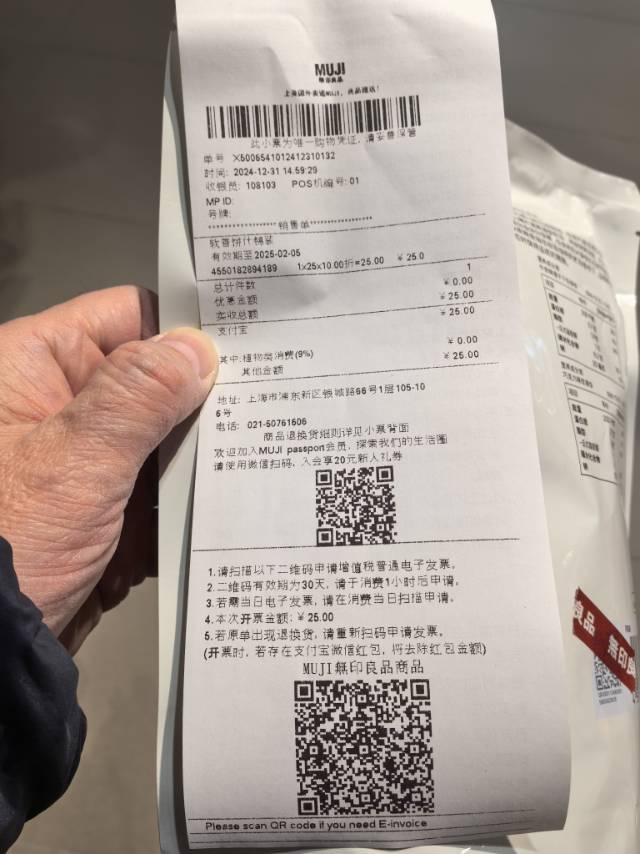 MUJI
無印良品
此小票为唯一购物凭证，请妥善保管
单号 X5006541012412310132
时间: 2024-12-31 14:59:29
收银员: 108103 POS机编号: 01
MP ID:
号牌:
******************销售单******************
有效期至2025-02-05
4550182894189 1x25x10.00折=25.00 ￥25.0
总计件数 1
优惠金额 ￥0.00
实收总额 ￥25.00
支付宝 ￥25.00
其中: 植物类消费(9%) ￥0.00
其他金额 ￥25.00
地址: 上海市浦东新区银城路66号1层105-10
6号
电话: 021-50761606
商品退换货细则详见小票背面
欢迎加入MUJI passport会员，探索我们的生活圈
请使用微信扫码，入会享20元新人礼券
1.请扫描以下二维码申请增值税普通电子发票。
2.二维码有效期为30天，请于消费1小时后申请。
3.若需当日电子发票，请在消费当日扫描申请。
4.本次开票金额: ￥25.00
5.若原单出现退换货，请重新扫码申请发票。
(开票时，若存在支付宝微信红包，将去除红包金额)
MUJI無印良品商品
Please scan QR code if you need E-invoice
良品 無印良